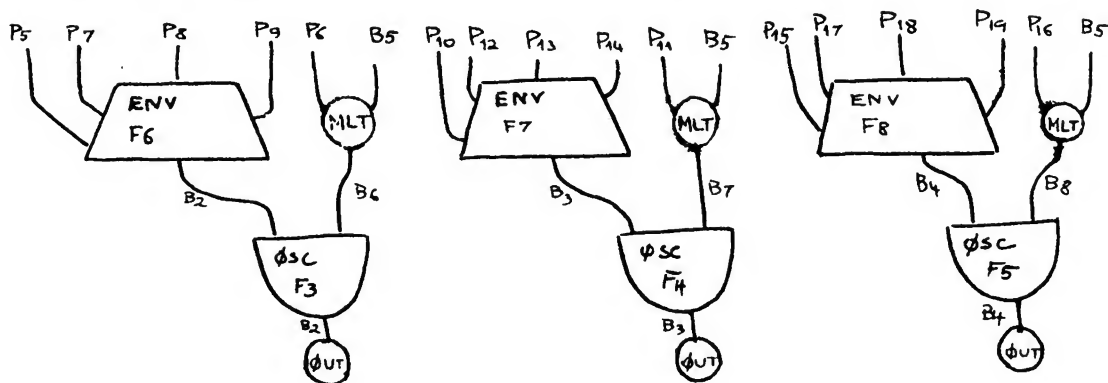 P5 P7 P8 P9 P6 B5 P10 P12 P13 P14 P11 B5 P15 P17 P18 P19 P16 B5
ENV MLT ENV MLT ENV MLT
F6 F7 F8
B2 B6 B3 B7 B4 B8
ØSC ØSC ØSC
F3 F4 F5
B2 B3 B4
ØUT ØUT ØUT